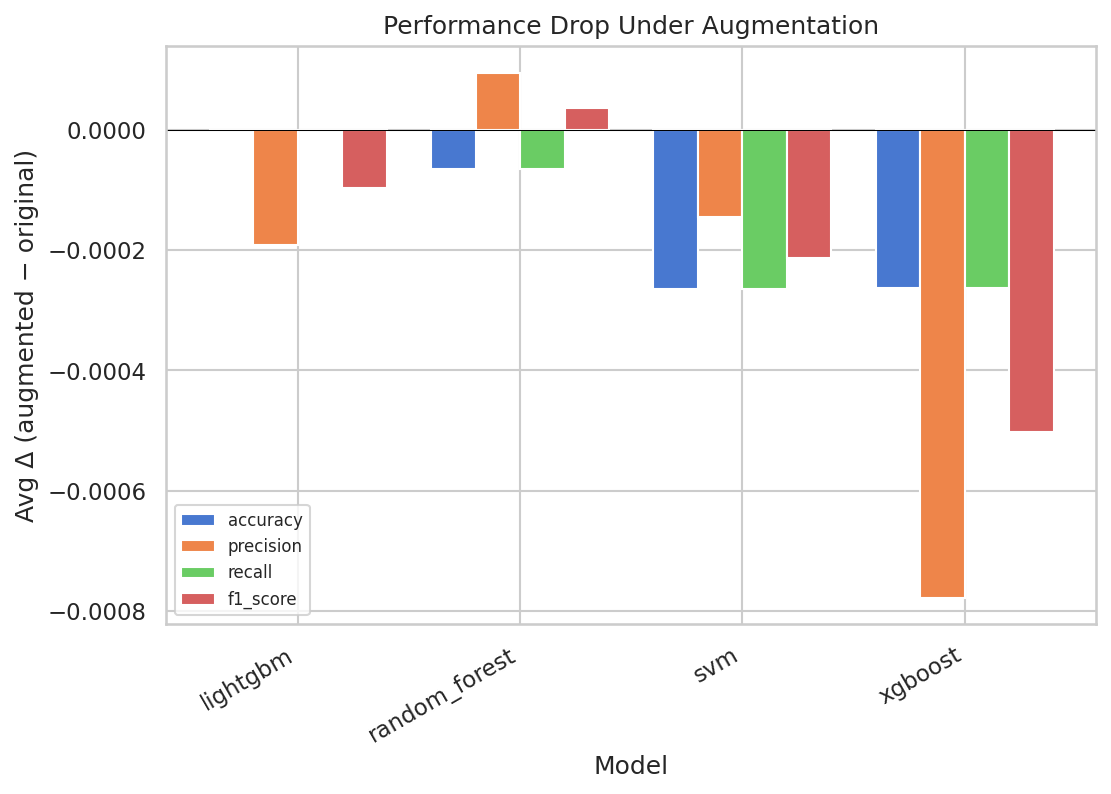 Performance Drop Under Augmentation
Avg Δ (augmented − original)
0.0000
−0.0002
−0.0004
−0.0006
−0.0008
accuracy
precision
recall
f1_score
lightgbm
random_forest
svm
xgboost
Model